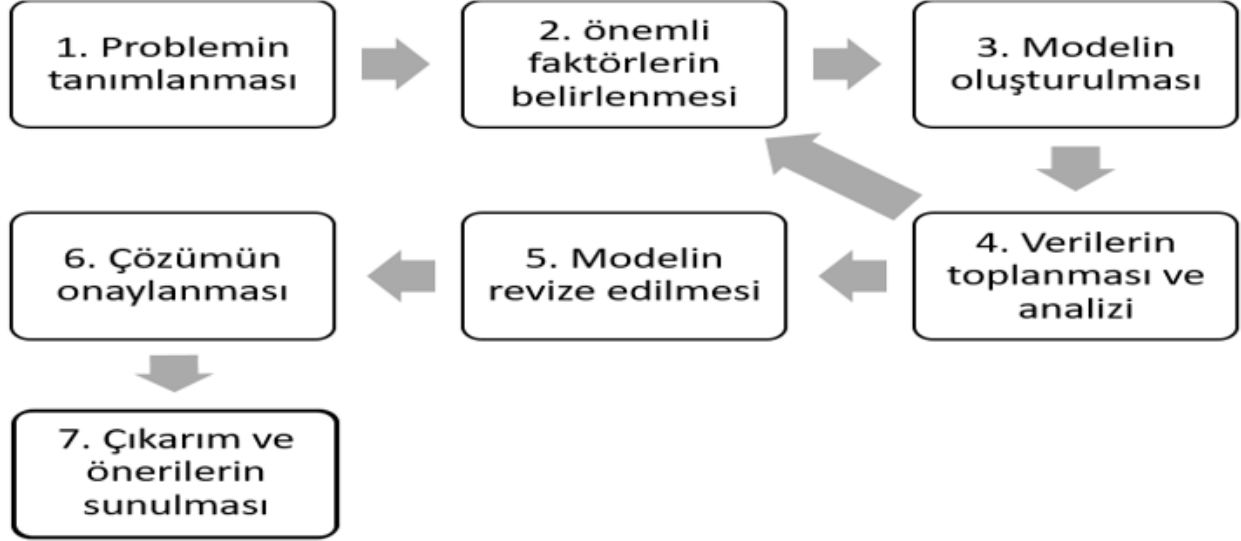 1. Problemin
tanımlanması
2. önemli
faktörlerin
belirlenmesi
3. Modelin
oluşturulması
4. Verilerin
toplanması ve
analizi
5. Modelin
revize edilmesi
6. Çözümün
onaylanması
7. Çıkarım ve
önerilerin
sunulması